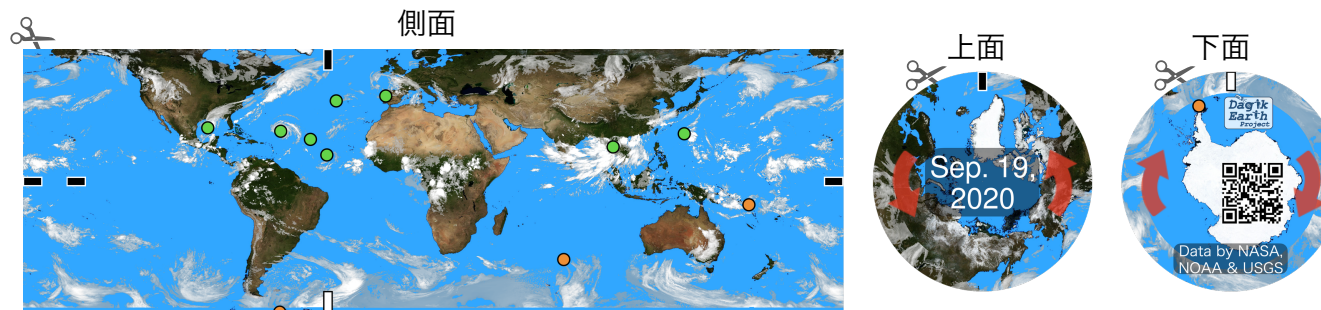 側面
上面
下面
Sep. 19,
2020
Dagik
Earth
Project
Data by NASA,
NOAA & USGS